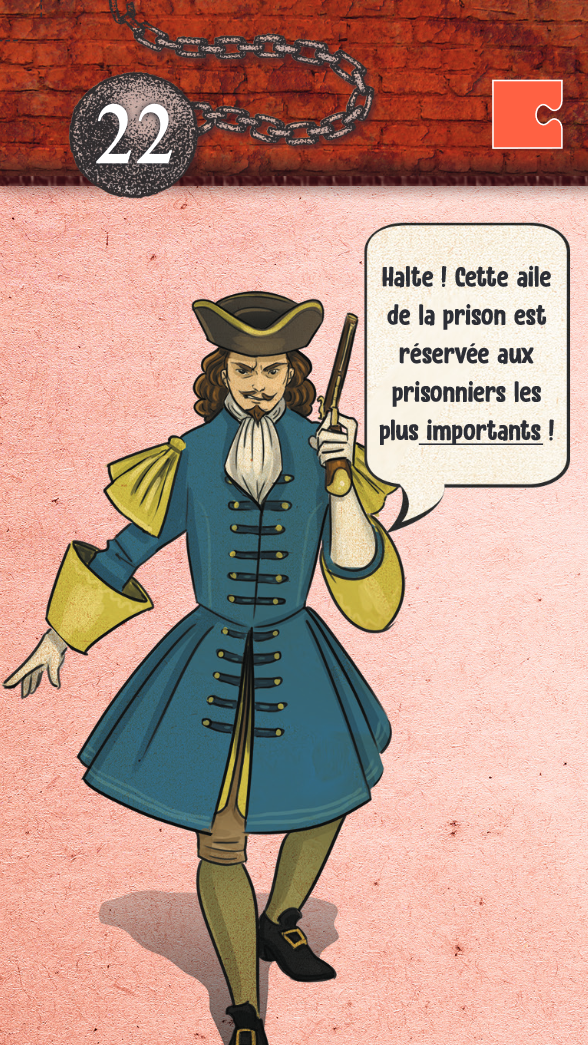 22
Halte ! Cette aile
de la prison est
réservée aux
prisonniers les
plus importants !